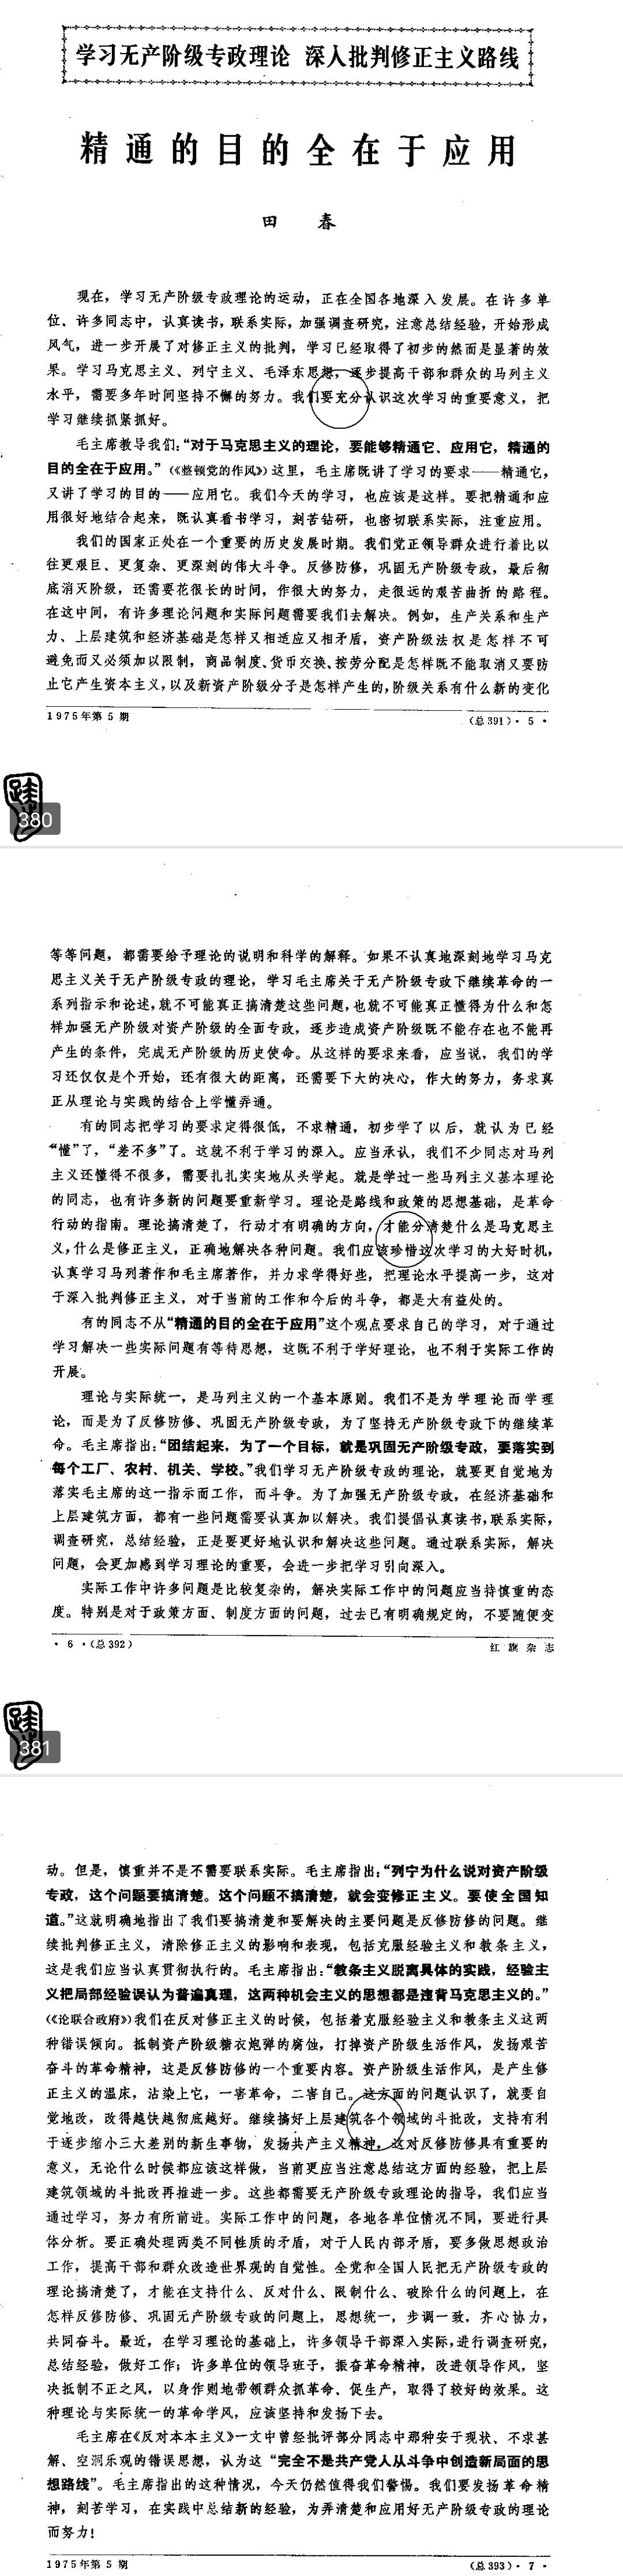 学习无产阶级专政理论 深入批判修正主义路线
精通的目的全在于应用
田 春
现在，学习无产阶级专政理论的运动，正在全国各地深入发展。在许多单
位、许多同志中，认真读书，联系实际，加强调查研究，注意总结经验，开始形成
风气，进一步开展了对修正主义的批判，学习已经取得了初步的然而是显著的效
果。学习马克思主义、列宁主义、毛泽东思想，逐步提高干部和群众的马列主义
水平，需要多年时间坚持不懈的努力。我们要充分认识这次学习的重要意义，把
学习继续抓紧抓好。
毛主席教导我们：“对于马克思主义的理论，要能够精通它、应用它，精通的
目的全在于应用。”（《整顿党的作风》）这里，毛主席既讲了学习的要求——精通它，
又讲了学习的目的——应用它。我们今天的学习，也应该是这样。要把精通和应
用很好地结合起来，既认真看书学习，刻苦钻研，也密切联系实际，注重应用。
我们的国家正处在一个重要的历史发展时期。我们党正领导群众进行着比以
往更艰巨、更复杂、更深刻的伟大斗争。反修防修，巩固无产阶级专政，最后彻
底消灭阶级，还需要花很长的时间，作很大的努力，走很远的艰苦曲折的路程。
在这中间，有许多理论问题和实际问题需要我们去解决。例如，生产关系和生产
力、上层建筑和经济基础是怎样又相适应又相矛盾，资产阶级法权是怎样不可
避免而又必须加以限制，商品制度、货币交换、按劳分配是怎样既不能取消又要防
止它产生资本主义，以及新资产阶级分子是怎样产生的，阶级关系有什么新的变化
1975年第5期
（总391）· 5 ·
380
等等问题，都需要给予理论的说明和科学的解释。如果不认真地深刻地学习马克
思主义关于无产阶级专政的理论，学习毛主席关于无产阶级专政下继续革命的一
系列指示和论述，就不可能真正搞清楚这些问题，也就不可能真正懂得为什么和怎
样加强无产阶级对资产阶级的全面专政，逐步造成资产阶级既不能存在也不能再
产生的条件，完成无产阶级的历史使命。从这样的要求来看，应当说，我们的学
习还仅仅是个开始，还有很大的距离，还需要下大的决心，作大的努力，务求真
正从理论与实践的结合上学懂弄通。
有的同志把学习的要求定得很低，不求精通，初步学了以后，就认为已经
“懂”了，“差不多”了。这就不利于学习的深入。应当承认，我们不少同志对马列
主义还懂得不很多，需要扎扎实实地从头学起。就是学过一些马列主义基本理论
的同志，也有许多新的问题要重新学习。理论是路线和政策的思想基础，是革命
行动的指南。理论搞清楚了，行动才有明确的方向，才能分清楚什么是马克思主
义，什么是修正主义，正确地解决各种问题。我们应该珍惜这次学习的大好时机，
认真学习马列著作和毛主席著作，并力求学得好些，把理论水平提高一步，这对
于深入批判修正主义，对于当前的工作和今后的斗争，都是大有益处的。
有的同志不从“精通的目的全在于应用”这个观点要求自己的学习，对于通过
学习解决一些实际问题有等待思想，这既不利于学好理论，也不利于实际工作的
开展。
理论与实际统一，是马列主义的一个基本原则。我们不是为学理论而学理
论，而是为了反修防修、巩固无产阶级专政，为了坚持无产阶级专政下的继续革
命。毛主席指出：“团结起来，为了一个目标，就是巩固无产阶级专政，要落实到
每个工厂、农村、机关、学校。”我们学习无产阶级专政的理论，就要更自觉地为
落实毛主席的这一指示而工作，而斗争。为了加强无产阶级专政，在经济基础和
上层建筑方面，都有一些问题需要认真加以解决。我们提倡认真读书，联系实际，
调查研究，总结经验，正是要更好地认识和解决这些问题。通过联系实际，解决
问题，会更加感到学习理论的重要，会进一步把学习引向深入。
实际工作中许多问题是比较复杂的，解决实际工作中的问题应当持慎重的态
度。特别是对于政策方面、制度方面的问题，过去已有明确规定的，不要随便变
· 6 ·（总392）
红旗杂志
381
动。但是，慎重并不是不需要联系实际。毛主席指出：“列宁为什么说对资产阶级
专政，这个问题要搞清楚。这个问题不搞清楚，就会变修正主义。要使全国知
道。”这就明确地指出了我们要搞清楚和要解决的主要问题是反修防修的问题。继
续批判修正主义，清除修正主义的影响和表现，包括克服经验主义和教条主义，
这是我们应当认真贯彻执行的。毛主席指出：“教条主义脱离具体的实践，经验主
义把局部经验误认为普遍真理，这两种机会主义的思想都是违背马克思主义的。”
（《论联合政府》）我们在反对修正主义的时候，包括着克服经验主义和教条主义这两
种错误倾向。抵制资产阶级糖衣炮弹的腐蚀，打掉资产阶级生活作风，发扬艰苦
奋斗的革命精神，这是反修防修的一个重要内容。资产阶级生活作风，是产生修
正主义的温床，沾染上它，一害革命，二害自己。这方面的问题认识了，就要自
觉地改，改得越快越彻底越好。继续搞好上层建筑各个领域的斗批改，支持有利
于逐步缩小三大差别的新生事物，发扬共产主义精神，这对反修防修具有重要的
意义，无论什么时候都应该这样做，当前更应当注意总结这方面的经验，把上层
建筑领域的斗批改再推进一步。这些都需要无产阶级专政理论的指导，我们应当
通过学习，努力有所前进。实际工作中的问题，各地各单位情况不同，要进行具
体分析。要正确处理两类不同性质的矛盾，对于人民内部矛盾，要多做思想政治
工作，提高干部和群众改造世界观的自觉性。全党和全国人民把无产阶级专政的
理论搞清楚了，才能在支持什么、反对什么、限制什么、破除什么的问题上，在
怎样反修防修、巩固无产阶级专政的问题上，思想统一，步调一致，齐心协力，
共同奋斗。最近，在学习理论的基础上，许多领导干部深入实际，进行调查研究，
总结经验，做好工作；许多单位的领导班子，振奋革命精神，改进领导作风，坚
决抵制不正之风，以身作则地带领群众抓革命、促生产，取得了较好的效果。这
种理论与实际统一的革命学风，应该坚持和发扬下去。
毛主席在《反对本本主义》一文中曾经批评部分同志中那种安于现状、不求甚
解、空洞乐观的错误思想，认为这“完全不是共产党人从斗争中创造新局面的思
想路线”。毛主席指出的这种情况，今天仍然值得我们警惕。我们要发扬革命精
神，刻苦学习，在实践中总结新的经验，为弄清楚和应用好无产阶级专政的理论
而努力！
1975年第5期
（总393）· 7 ·